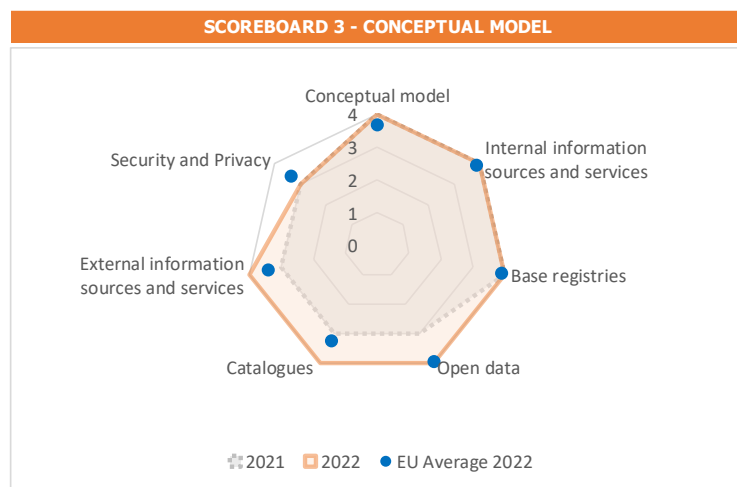 SCOREBOARD 3 - CONCEPTUAL MODEL
Conceptual model
4
3
2
1
0
Internal information
sources and services
Base registries
Open data
Catalogues
External information
sources and services
Security and Privacy
2021
2022
EU Average 2022